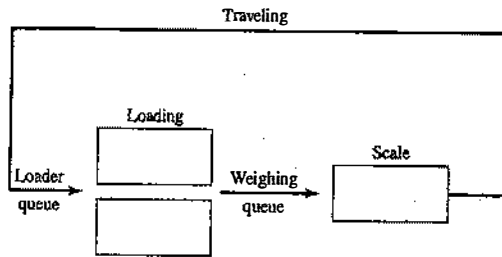 Traveling
Loading
Loader
queue
Weighing
queue
Scale